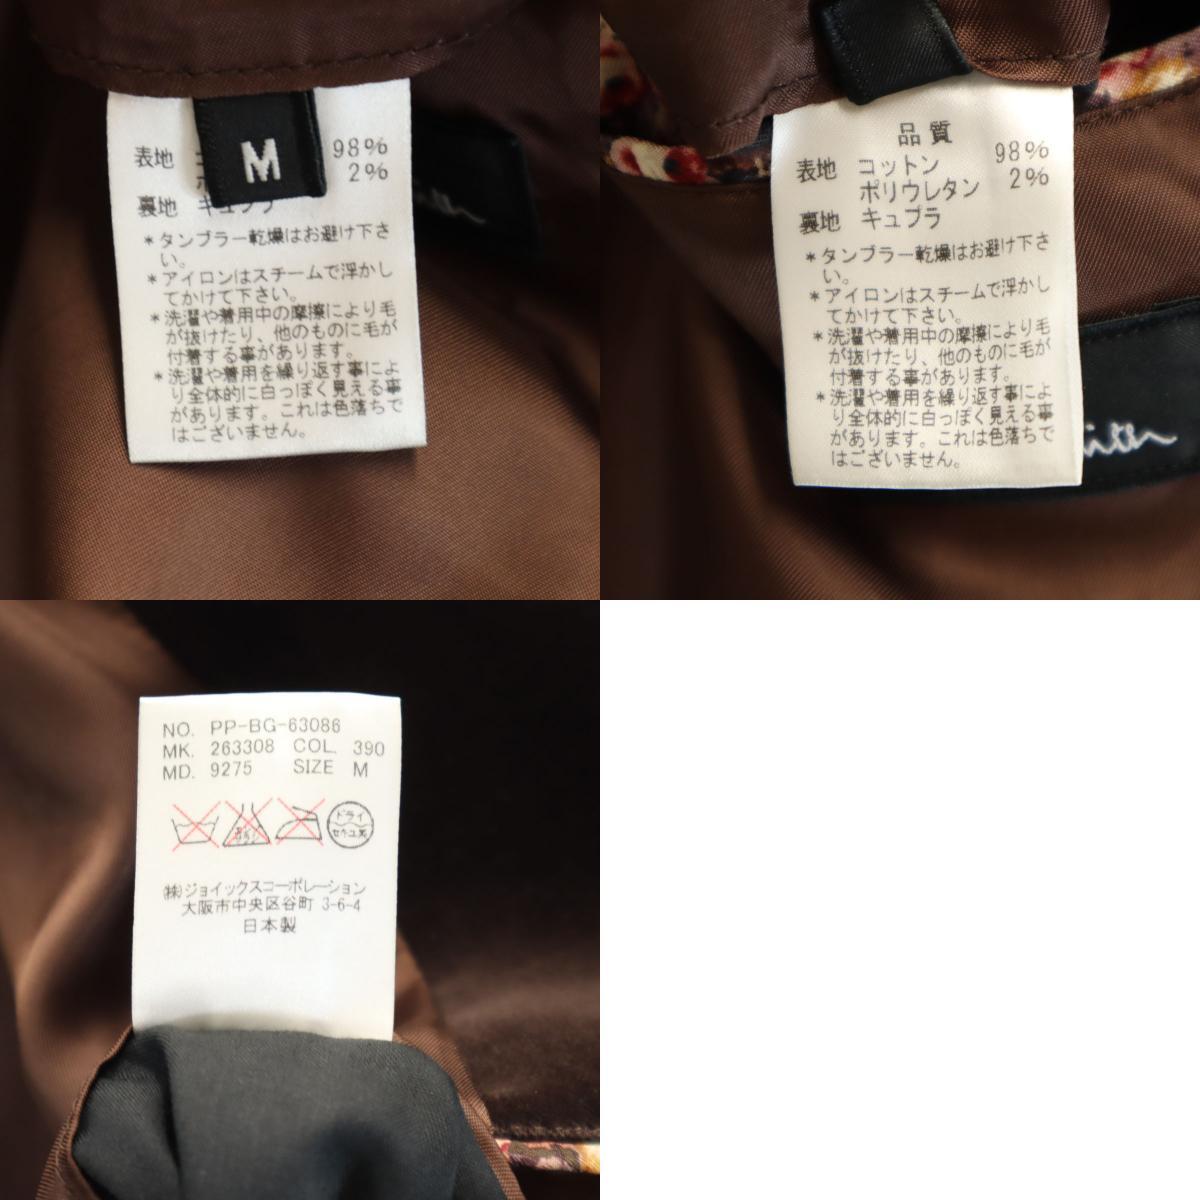 M
表地
98%
2%
裏地 キュプラ
*タンブラー乾燥はお避け下さ
い。
*アイロンはスチームで浮かし
てかけて下さい。
*洗濯や着用中の摩擦により毛
が抜けたり、他のものに毛が
付着する事があります。
*洗濯や着用を繰り返す事によ
り全体的に白っぽく見える事
があります。これは色落ちで
はございません。
品質
表地 コットン 98%
ポリウレタン 2%
裏地 キュプラ
*タンブラー乾燥はお避け下さ
い。
*アイロンはスチームで浮かし
てかけて下さい。
*洗濯や着用中の摩擦により毛
が抜けたり、他のものに毛が
付着する事があります。
*洗濯や着用を繰り返す事によ
り全体的に白っぽく見える事
があります。これは色落ちで
はございません。
NO. PP-BG-63086
MK. 263308 COL. 390
MD. 9275 SIZE M
ドライ
セキユ系
(株)ジョイックスコーポレーション
大阪市中央区谷町 3-6-4
日本製